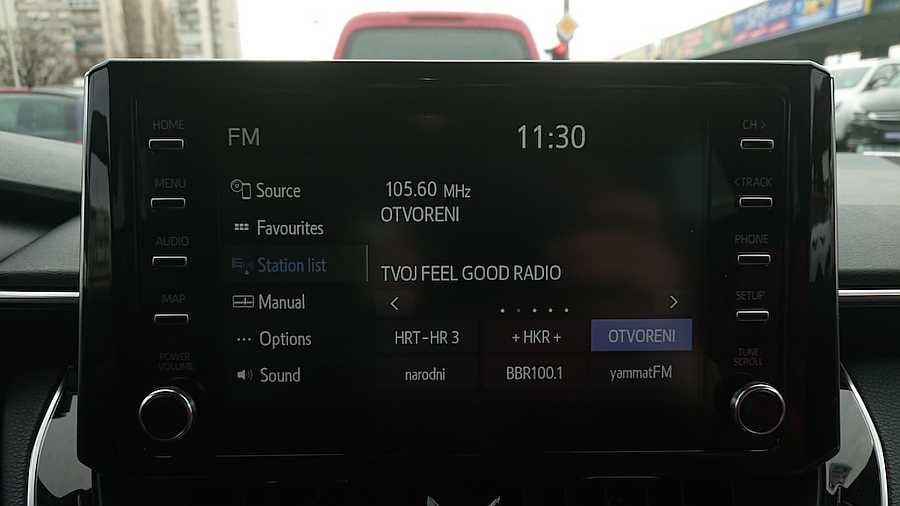 HOME
MENU
AUDIO
MAP
POWER
VOLUME
FM
11:30
Source
Favourites
Station list
Manual
Options
Sound
105.60 MHz
OTVORENI
TVOJ FEEL GOOD RADIO
< >
HRT-HR 3 +HKR+ OTVORENI
narodni BBR100.1 yammatFM
CH >
<TRACK
PHONE
SETUP
TUNE
SCROLL